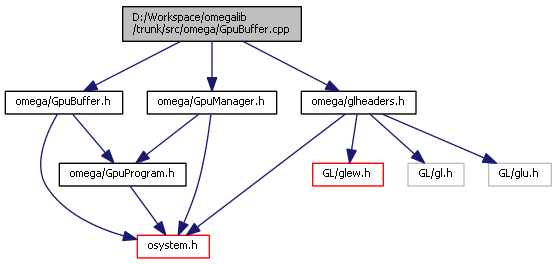 D:/Workspace/omegalib
/trunk/src/omega/GpuBuffer.cpp
omega/GpuBuffer.h
omega/GpuManager.h
omega/glheaders.h
omega/GpuProgram.h
GL/glew.h
GL/gl.h
GL/glu.h
osystem.h